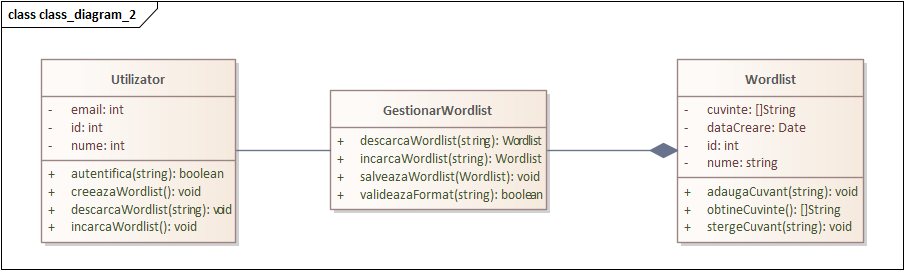 class class_diagram_2
Utilizator
- email: int
- id: int
- nume: int
+ autentifica(string): boolean
+ creeazaWordlist(): void
+ descarcaWordlist(string): void
+ incarcaWordlist(): void
GestionarWordlist
+ descarcaWordlist(string): Wordlist
+ incarcaWordlist(string): Wordlist
+ salveazaWordlist(Wordlist): void
+ valideazaFormat(string): boolean
Wordlist
- cuvinte: []String
- dataCreare: Date
- id: int
- nume: string
+ adaugaCuvant(string): void
+ obtineCuvinte(): []String
+ stergeCuvant(string): void